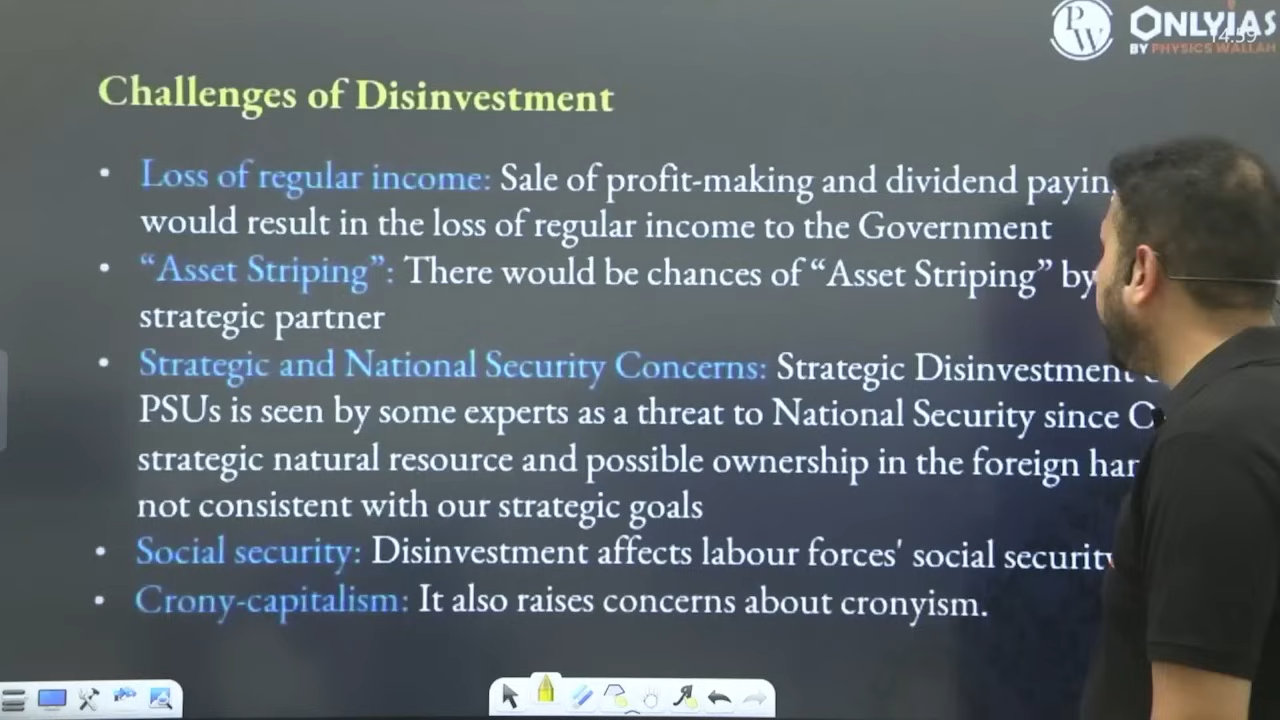 PW
ONLYIAS
BY PHYSICS WALLAH
14:59
Challenges of Disinvestment
• Loss of regular income: Sale of profit-making and dividend
would result in the loss of regular income to the Government
• “Asset Striping”: There would be chances of “Asset Striping” by
strategic partner
• Strategic and National Security Concerns: Strategic Disinvestment
PSUs is seen by some experts as a threat to National Security since
strategic natural resource and possible ownership in the foreign
not consistent with our strategic goals
• Social security: Disinvestment affects labour forces' social security
• Crony-capitalism: It also raises concerns about cronyism.